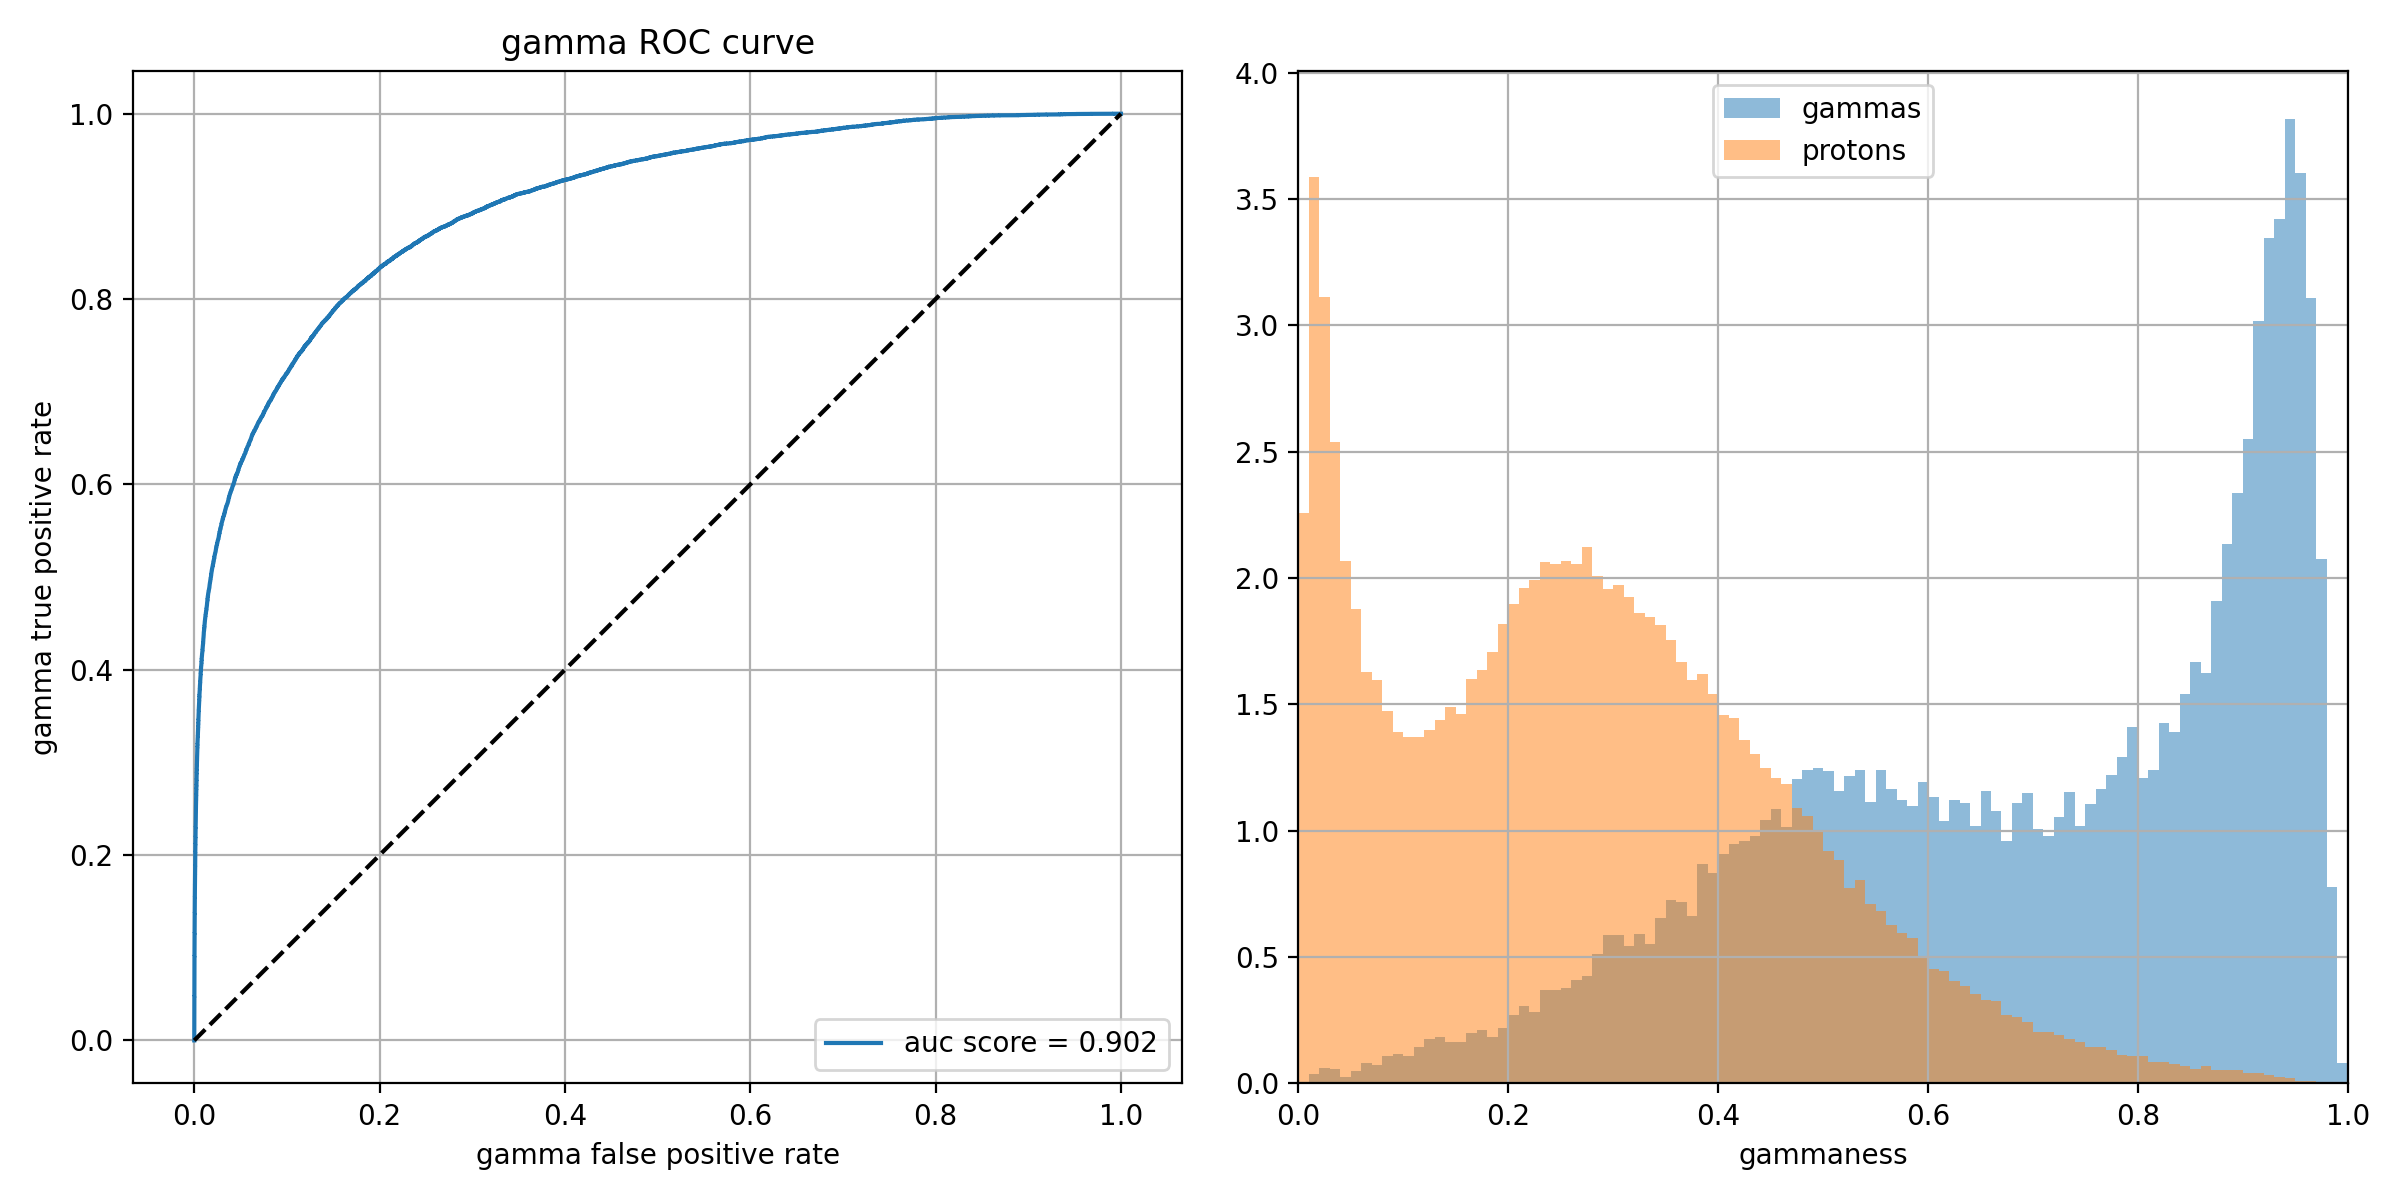 gamma ROC curve
gamma true positive rate
1.0
0.8
0.6
0.4
0.2
0.0
auc score = 0.902
0.0 0.2 0.4 0.6 0.8 1.0
gamma false positive rate
4.0
3.5
3.0
2.5
2.0
1.5
1.0
0.5
0.0
gammas
protons
0.0 0.2 0.4 0.6 0.8 1.0
gammaness